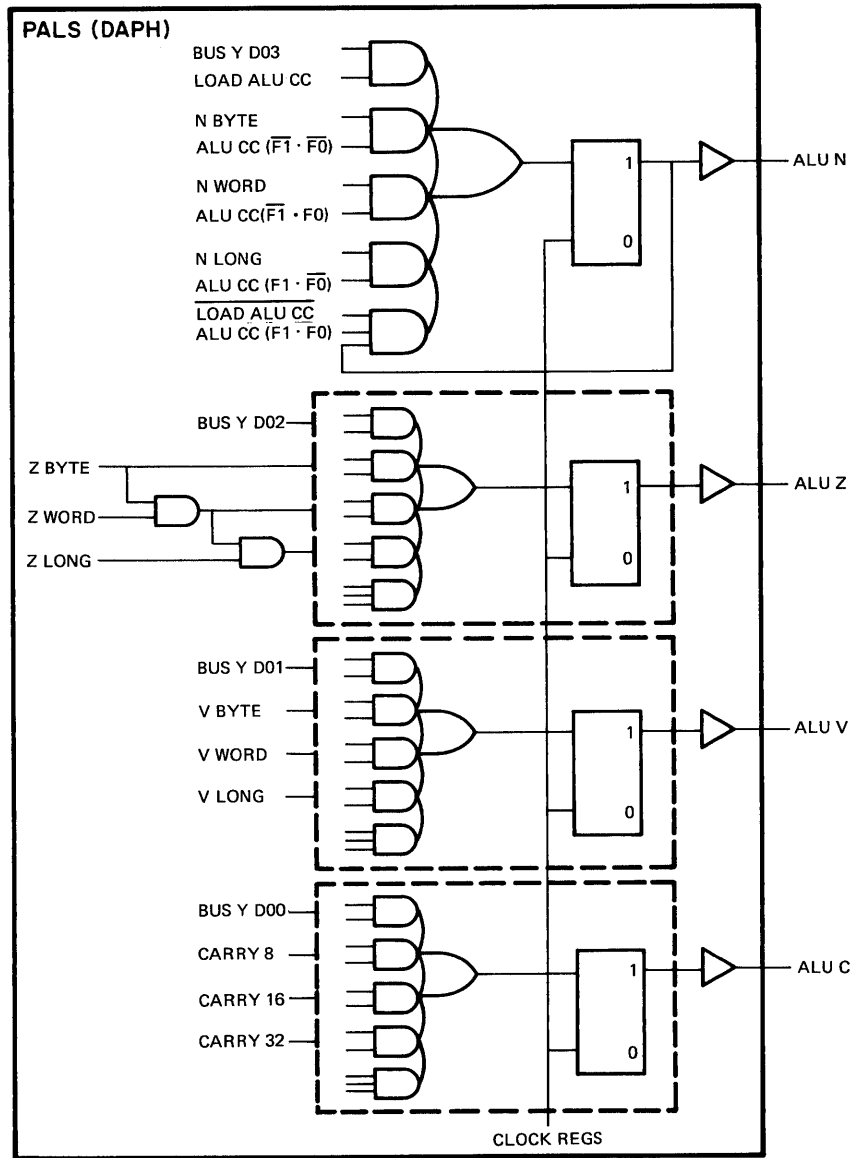 PALS (DAPH)
BUS Y D03
LOAD ALU CC
N BYTE
ALU CC (F̅1̅ · F̅0̅)
N WORD
ALU CC(F̅1̅ · F0)
N LONG
ALU CC (F1 · F̅0̅)
L̅O̅A̅D̅ A̅L̅U̅ C̅C̅
ALU CC (F̅1̅ · F̅0̅)
1
0
ALU N
BUS Y D02
Z BYTE
Z WORD
Z LONG
1
0
ALU Z
BUS Y D01
V BYTE
V WORD
V LONG
1
0
ALU V
BUS Y D00
CARRY 8
CARRY 16
CARRY 32
1
0
ALU C
CLOCK REGS